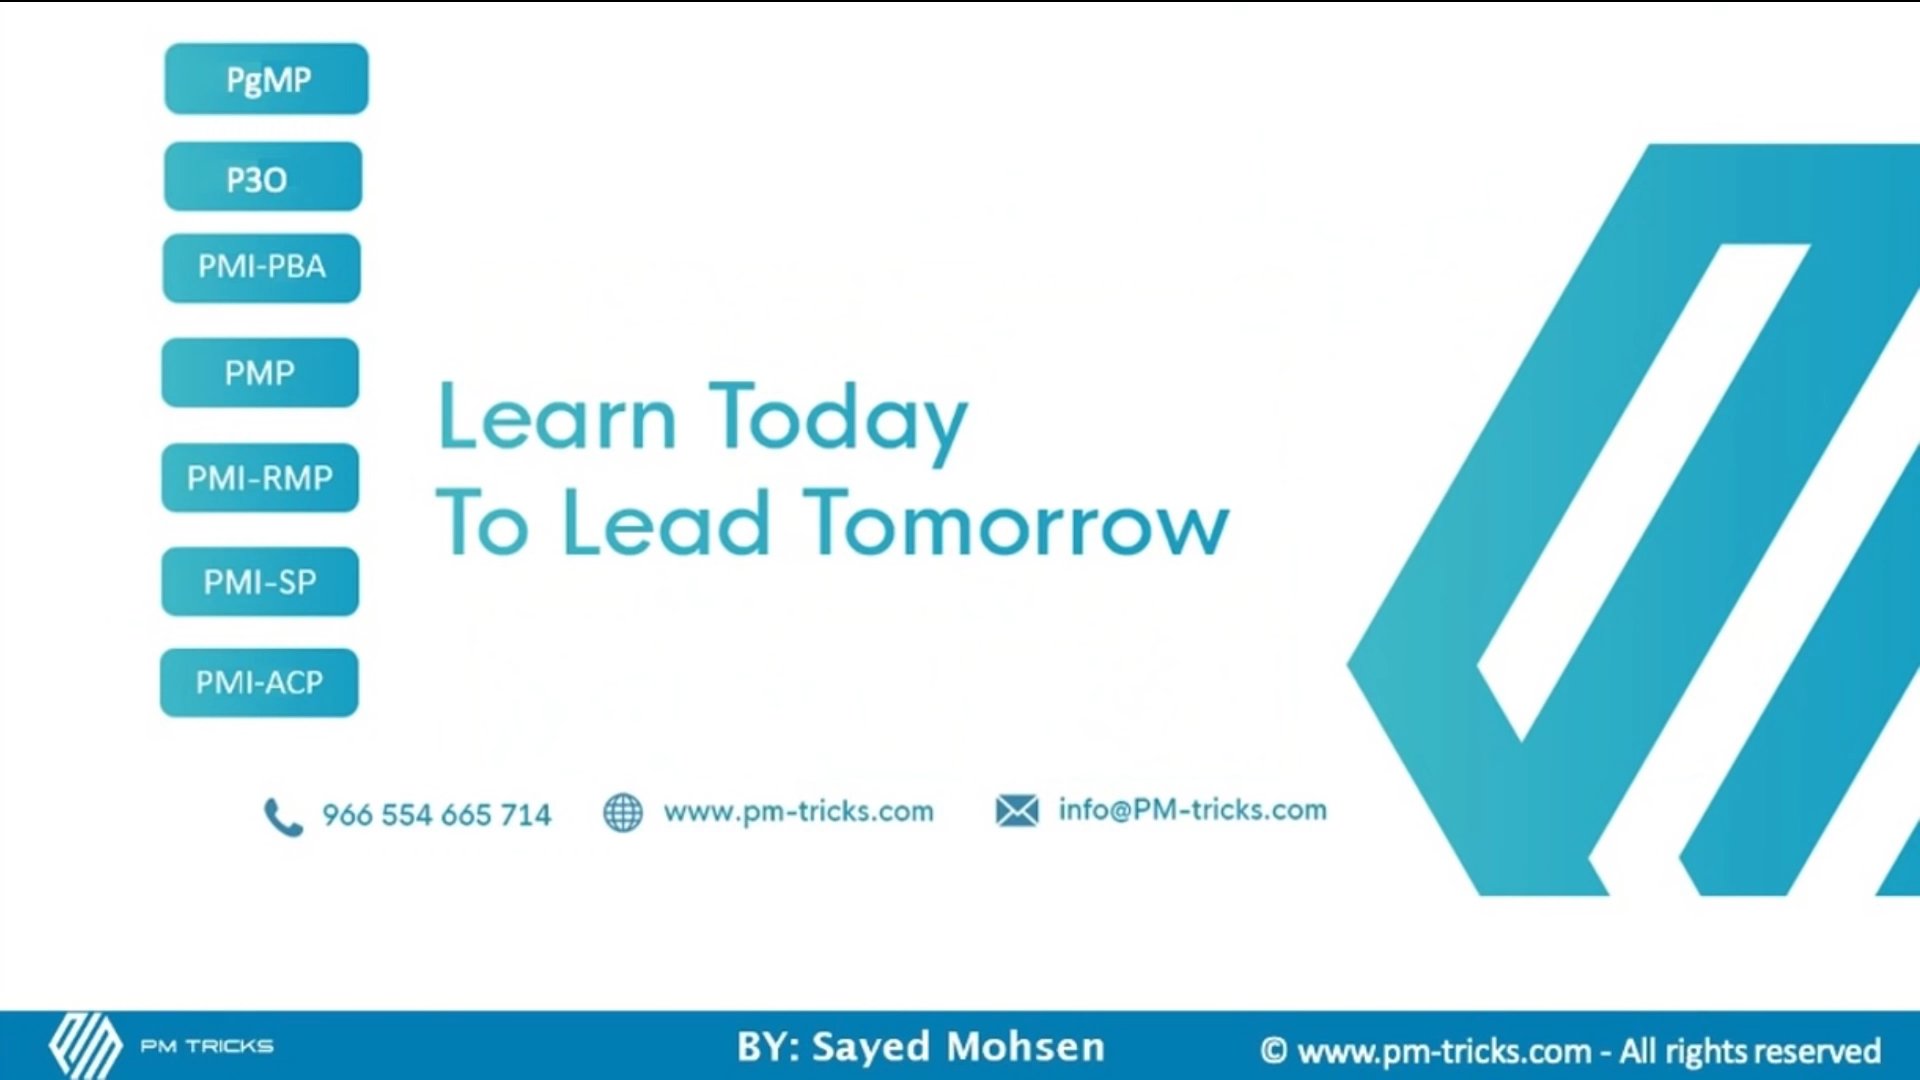 PgMP
P3O
PMI-PBA
PMP
PMI-RMP
PMI-SP
PMI-ACP
Learn Today
To Lead Tomorrow
966 554 665 714
www.pm-tricks.com
info@PM-tricks.com
PM TRICKS
BY: Sayed Mohsen
© www.pm-tricks.com - All rights reserved